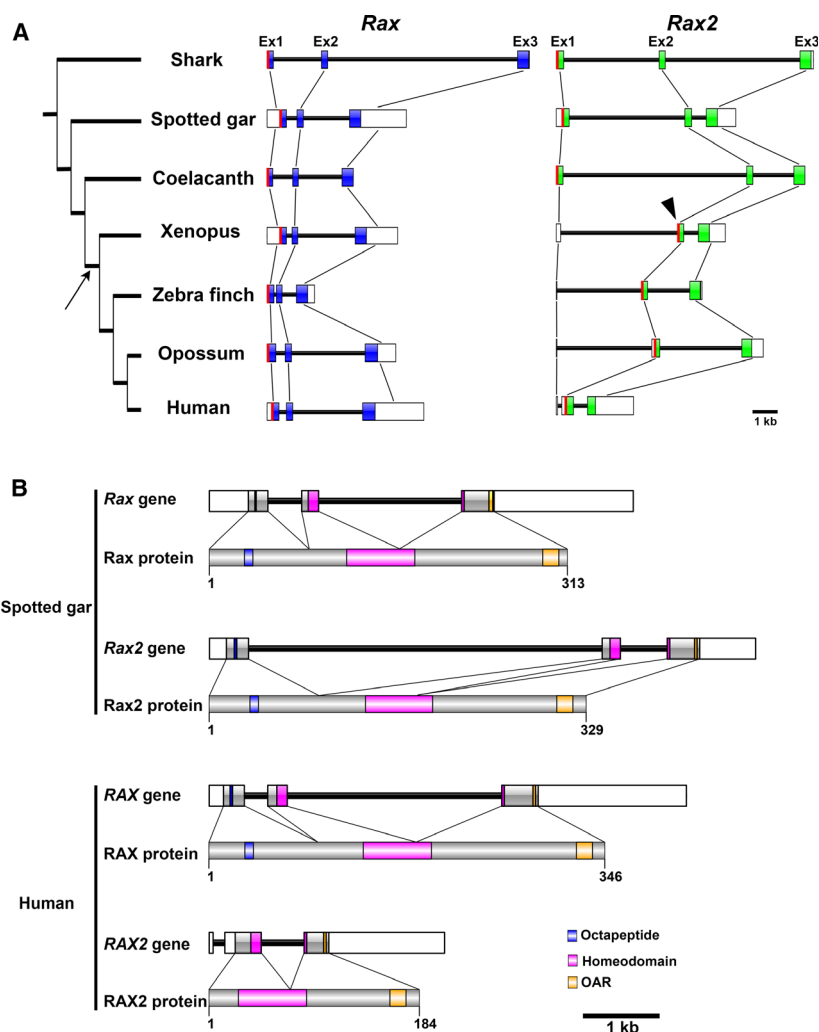 A
Rax
Rax2
Ex1 Ex2 Ex3
Ex1 Ex2 Ex3
Shark
Spotted gar
Coelacanth
Xenopus
Zebra finch
Opossum
Human
1 kb
B
Rax gene
Rax protein
1 313
Spotted gar
Rax2 gene
Rax2 protein
1 329
RAX gene
RAX protein
1 346
Human
RAX2 gene
RAX2 protein
1 184
Octapeptide
Homeodomain
OAR
1 kb